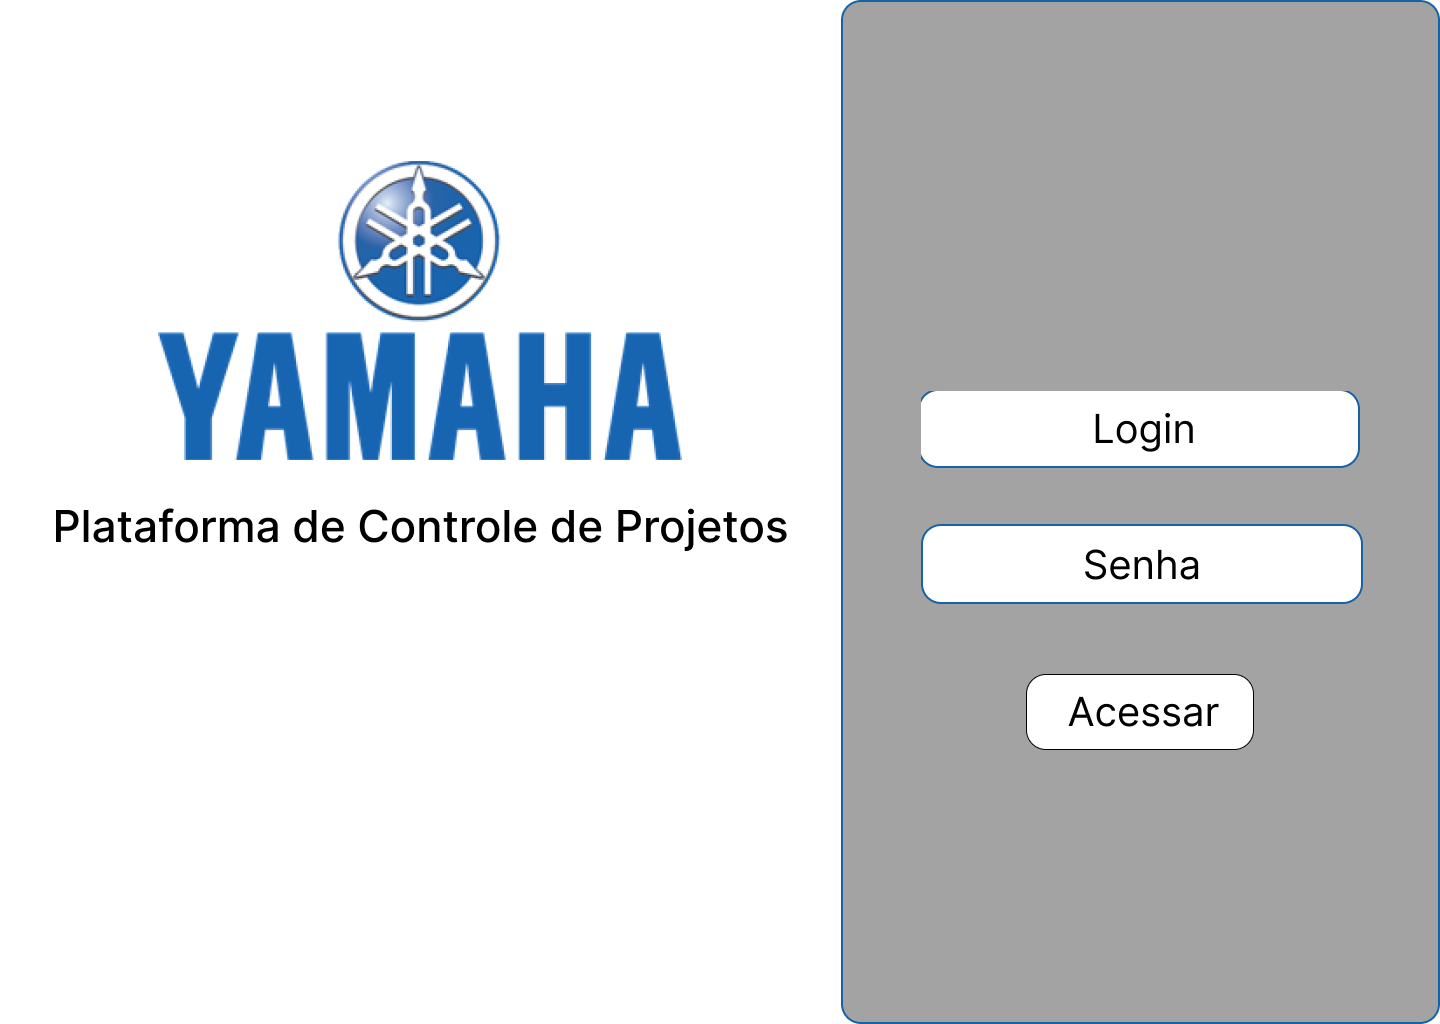 YAMAHA
Plataforma de Controle de Projetos
Login
Senha
Acessar